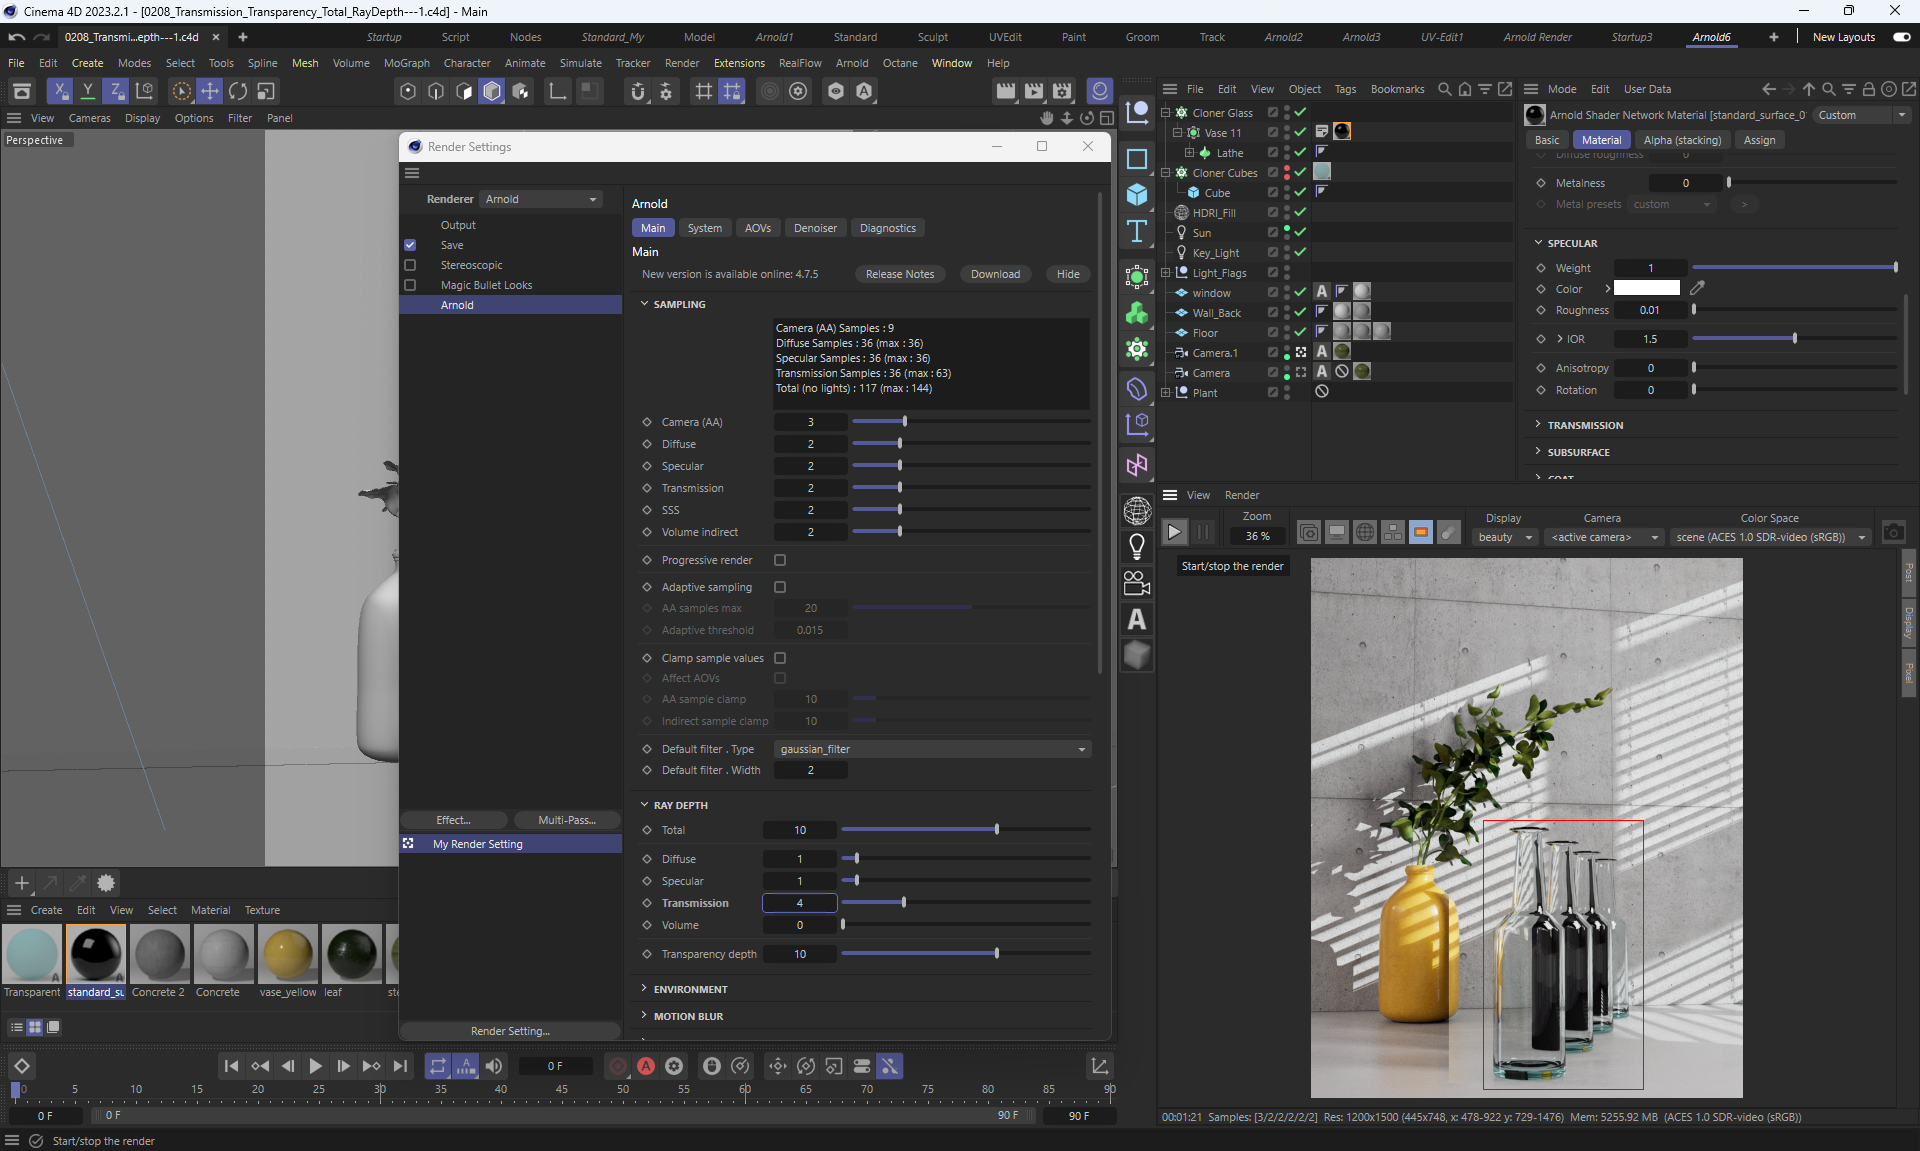 Cinema 4D 2023.2.1 - [0208_Transmission_Transparency_Total_RayDepth---1.c4d] - Main
0208_Transmi...epth---1.c4d
Startup Script Nodes Standard_My Model Arnold1 Standard Sculpt UVEdit Paint Groom Track Arnold2 Arnold3 UV-Edit1 Arnold Render Startup3 Arnold6 New Layouts
File Edit Create Modes Select Tools Spline Mesh Volume MoGraph Character Animate Simulate Tracker Render Extensions RealFlow Arnold Octane Window Help
View Cameras Display Options Filter Panel
Perspective
Render Settings
Renderer Arnold
Output
Save
Stereoscopic
Magic Bullet Looks
Arnold
Effect... Multi-Pass...
My Render Setting
Render Setting...
Arnold
Main System AOVs Denoiser Diagnostics
Main
New version is available online: 4.7.5 Release Notes Download Hide
SAMPLING
Camera (AA) Samples : 9
Diffuse Samples : 36 (max : 36)
Specular Samples : 36 (max : 36)
Transmission Samples : 36 (max : 63)
Total (no lights) : 117 (max : 144)
Camera (AA) 3
Diffuse 2
Specular 2
Transmission 2
SSS 2
Volume indirect 2
Progressive render
Adaptive sampling
AA samples max 20
Adaptive threshold 0.015
Clamp sample values
Affect AOVs
AA sample clamp 10
Indirect sample clamp 10
Default filter . Type gaussian_filter
Default filter . Width 2
RAY DEPTH
Total 10
Diffuse 1
Specular 1
Transmission 4
Volume 0
Transparency depth 10
ENVIRONMENT
MOTION BLUR
File Edit View Object Tags Bookmarks
Cloner Glass
Vase 11
Lathe
Cloner Cubes
Cube
HDRI_Fill
Sun
Key_Light
Light_Flags
window
Wall_Back
Floor
Camera.1
Camera
Plant
Mode Edit User Data
Arnold Shader Network Material [standard_surface_0 Custom
Basic Material Alpha (stacking) Assign
Diffuse roughness 0
Metalness 0
Metal presets custom >
SPECULAR
Weight 1
Color
Roughness 0.01
IOR 1.5
Anisotropy 0
Rotation 0
TRANSMISSION
SUBSURFACE
COAT
View Render
Zoom Display Camera Color Space
36 % beauty <active camera> scene (ACES 1.0 SDR-video (sRGB))
Start/stop the render
Post
Display
Pixel
00:01:21 Samples: [3/2/2/2/2/2] Res: 1200x1500 (445x748, x: 478-922 y: 729-1476) Mem: 5255.92 MB (ACES 1.0 SDR-video (sRGB))
Create Edit View Select Material Texture
Transparent standard_su Concrete 2 Concrete vase_yellow leaf ste
0 F
0 5 10 15 20 25 30 35 40 45 50 55 60 65 70 75 80 85 90
0 F 0 F 90 F 90 F
Start/stop the render